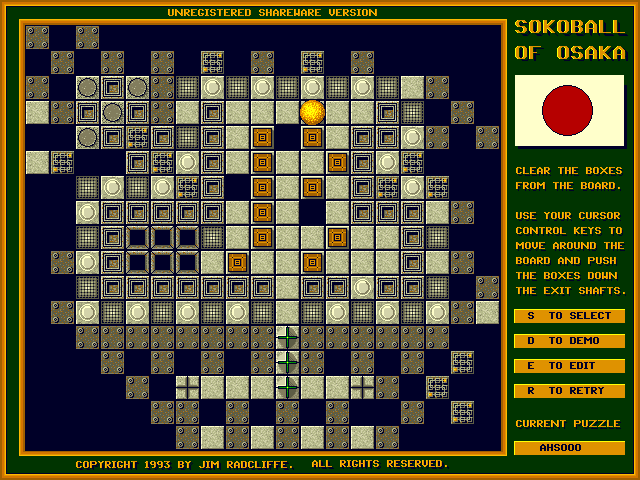 UNREGISTERED SHAREWARE VERSION
SOKOBALL
OF OSAKA
CLEAR THE BOXES
FROM THE BOARD.
USE YOUR CURSOR
CONTROL KEYS TO
MOVE AROUND THE
BOARD AND PUSH
THE BOXES DOWN
THE EXIT SHAFTS.
S TO SELECT
D TO DEMO
E TO EDIT
R TO RETRY
CURRENT PUZZLE
AHS000
COPYRIGHT 1993 BY JIM RADCLIFFE. ALL RIGHTS RESERVED.